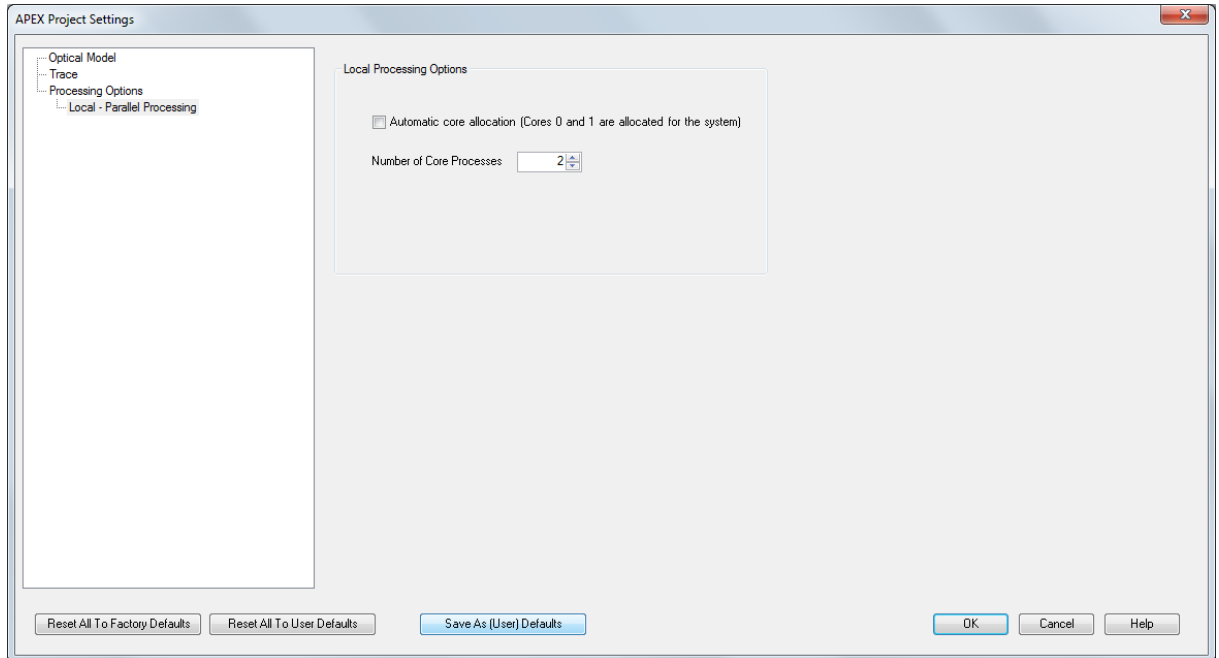 APEX Project Settings
Optical Model
Trace
Processing Options
Local - Parallel Processing
Local Processing Options
Automatic core allocation (Cores 0 and 1 are allocated for the system)
Number of Core Processes 2
Reset All To Factory Defaults Reset All To User Defaults Save As (User) Defaults OK Cancel Help